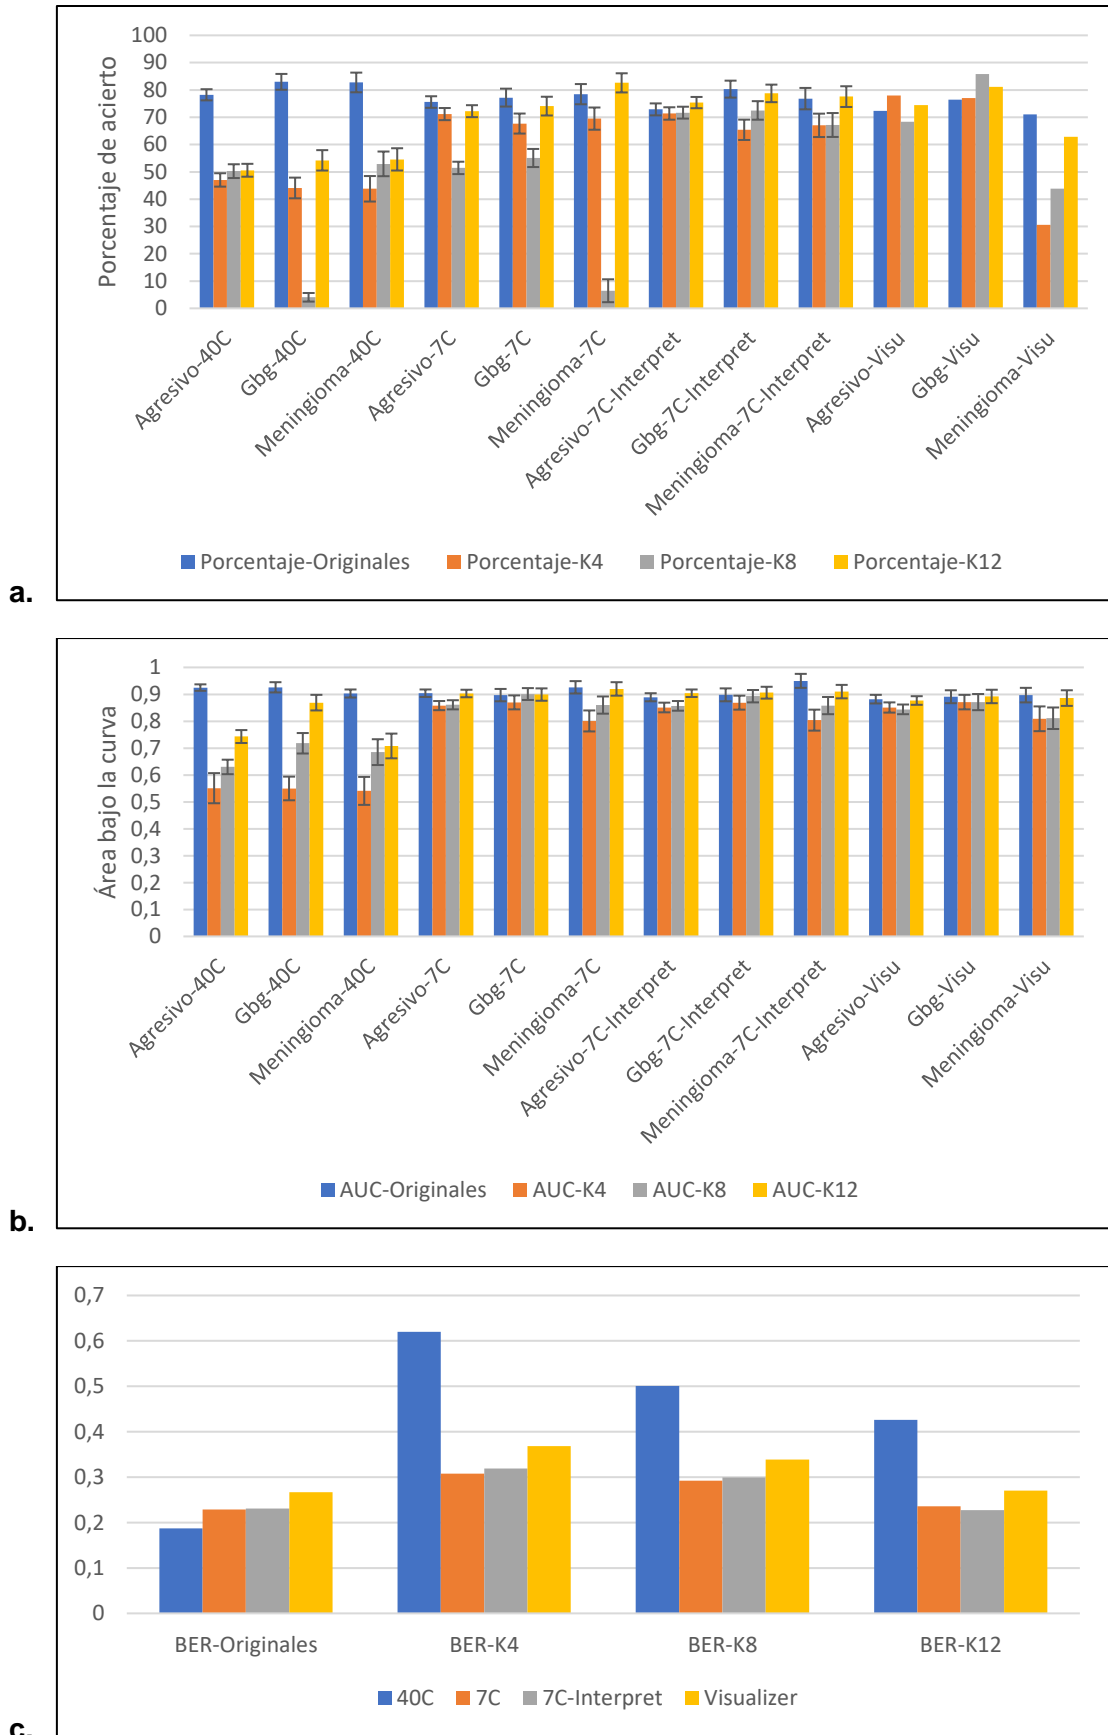 100
90
80
70
60
50
40
30
20
10
0
Porcentaje de acierto
Agresivo-40C
Gbg-40C
Meningioma-40C
Agresivo-7C
Gbg-7C
Meningioma-7C
Agresivo-7C-Interpret
Gbg-7C-Interpret
Meningioma-7C-Interpret
Agresivo-Visu
Gbg-Visu
Meningioma-Visu
Porcentaje-Originales Porcentaje-K4 Porcentaje-K8 Porcentaje-K12
a.
1
0,9
0,8
0,7
0,6
0,5
0,4
0,3
0,2
0,1
0
Área bajo la curva
Agresivo-40C
Gbg-40C
Meningioma-40C
Agresivo-7C
Gbg-7C
Meningioma-7C
Agresivo-7C-Interpret
Gbg-7C-Interpret
Meningioma-7C-Interpret
Agresivo-Visu
Gbg-Visu
Meningioma-Visu
AUC-Originales AUC-K4 AUC-K8 AUC-K12
b.
0,7
0,6
0,5
0,4
0,3
0,2
0,1
0
BER-Originales BER-K4 BER-K8 BER-K12
40C 7C 7C-Interpret Visualizer
c.